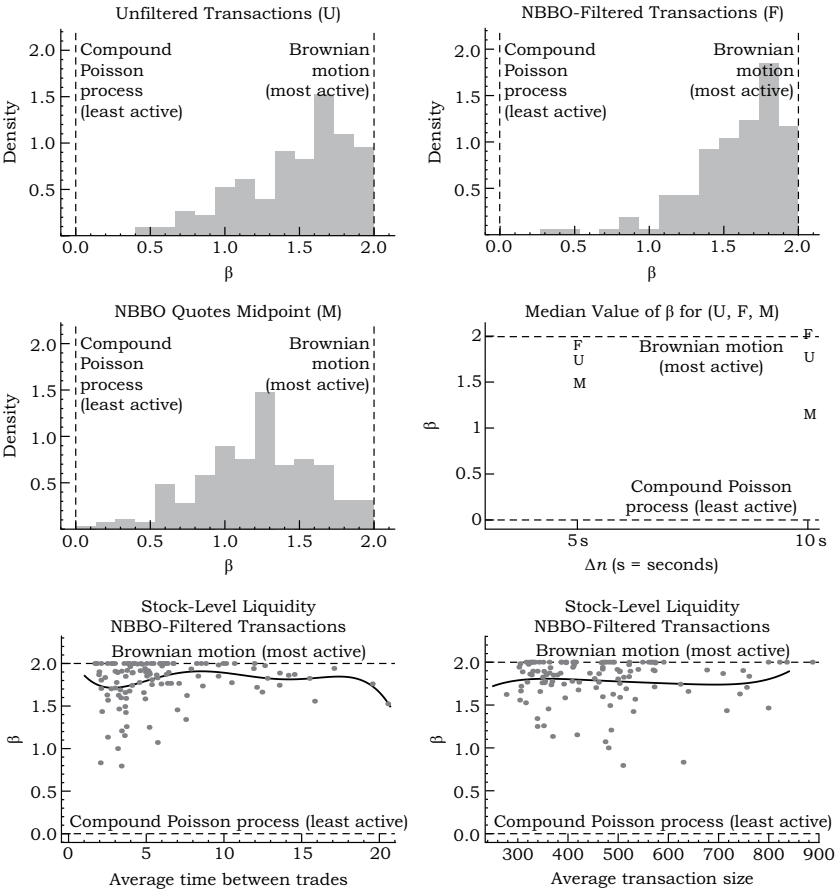 Unfiltered Transactions (U)
2.0
1.5
1.0
0.5
Density
Compound
Poisson
process
(least active)
Brownian
motion
(most active)
0.0 0.5 1.0 1.5 2.0
β
NBBO-Filtered Transactions (F)
2.0
1.5
1.0
0.5
Density
Compound
Poisson
process
(least active)
Brownian
motion
(most active)
0.0 0.5 1.0 1.5 2.0
β
NBBO Quotes Midpoint (M)
2.0
1.5
1.0
0.5
Density
Compound
Poisson
process
(least active)
Brownian
motion
(most active)
0.0 0.5 1.0 1.5 2.0
β
Median Value of β for (U, F, M)
2
1.5
1
0.5
0
β
F
U
M
F
U
M
Brownian motion
(most active)
Compound Poisson
process (least active)
5s 10s
Δn (s = seconds)
Stock-Level Liquidity
NBBO-Filtered Transactions
Brownian motion (most active)
2.0
1.5
1.0
0.5
0.0
β
Compound Poisson process (least active)
0 5 10 15 20
Average time between trades
Stock-Level Liquidity
NBBO-Filtered Transactions
Brownian motion (most active)
2.0
1.5
1.0
0.5
0.0
β
Compound Poisson process (least active)
300 400 500 600 700 800 900
Average transaction size